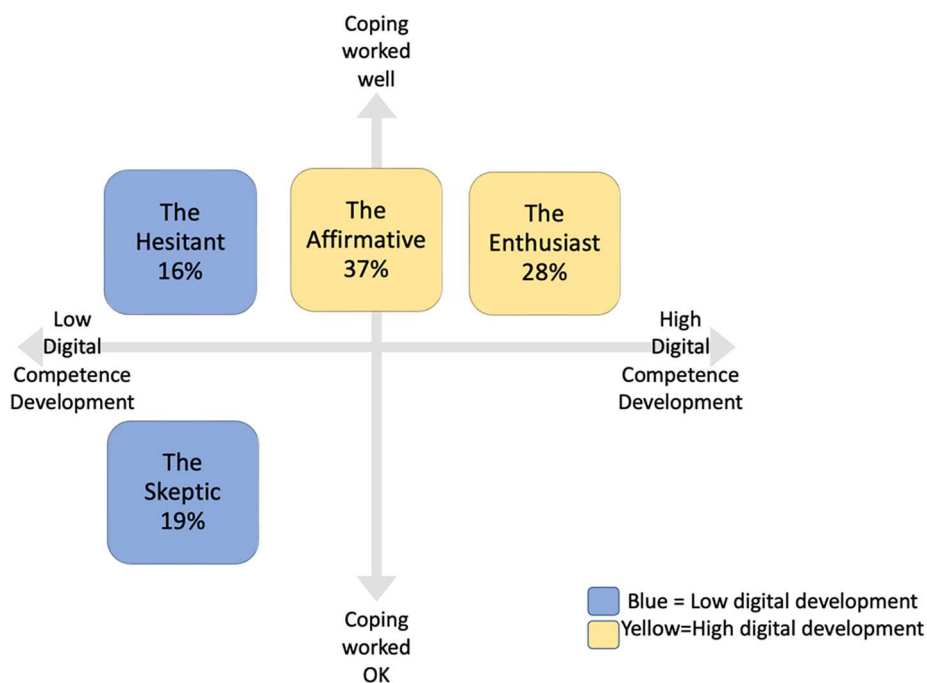 Coping
worked
well
The
Hesitant
16%
The
Affirmative
37%
The
Enthusiast
28%
Low
Digital
Competence
Development
High
Digital
Competence
Development
The
Skeptic
19%
Coping
worked
OK
Blue = Low digital development
Yellow=High digital development